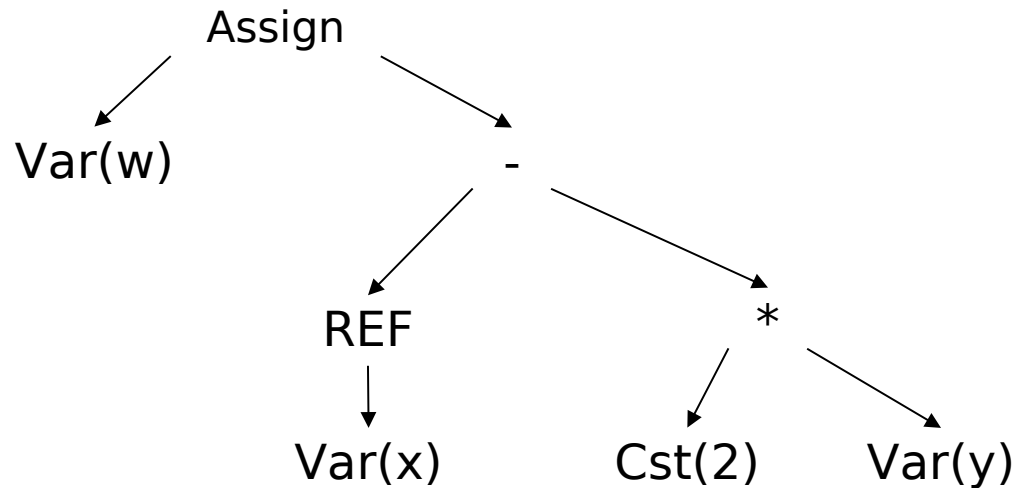 Assign
Var(w)
-
REF
*
Var(x)
Cst(2)
Var(y)